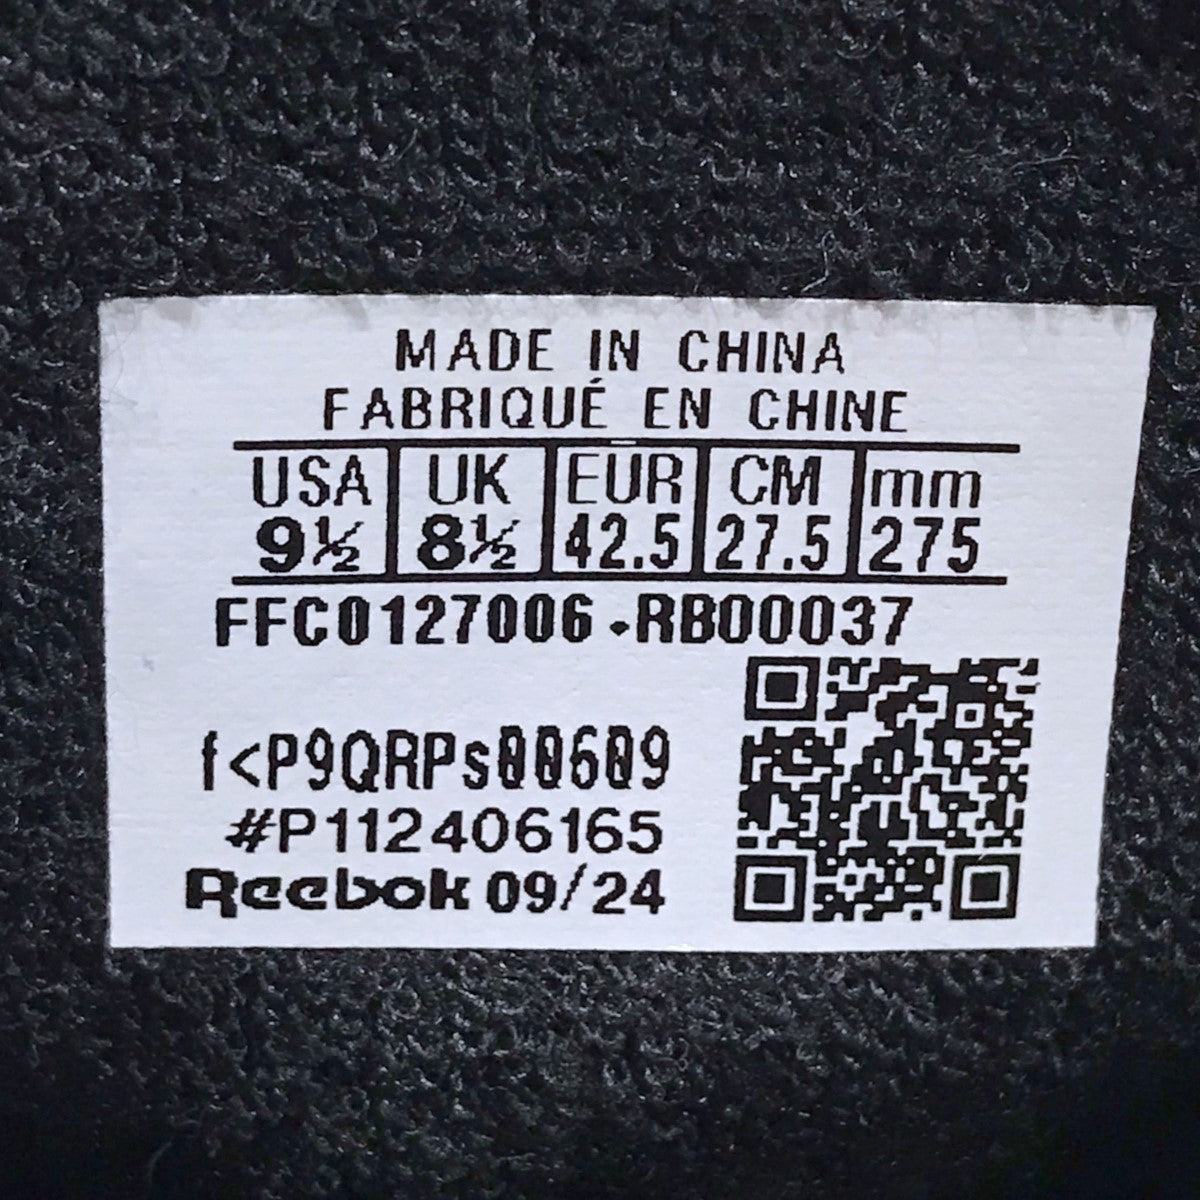 MADE IN CHINA
FABRIQUÉ EN CHINE
USA UK EUR CM mm
9½ 8½ 42.5 27.5 275
FFC0127006 •RB00037
f<P9QRPs00609
#P112406165
Reebok 09/24